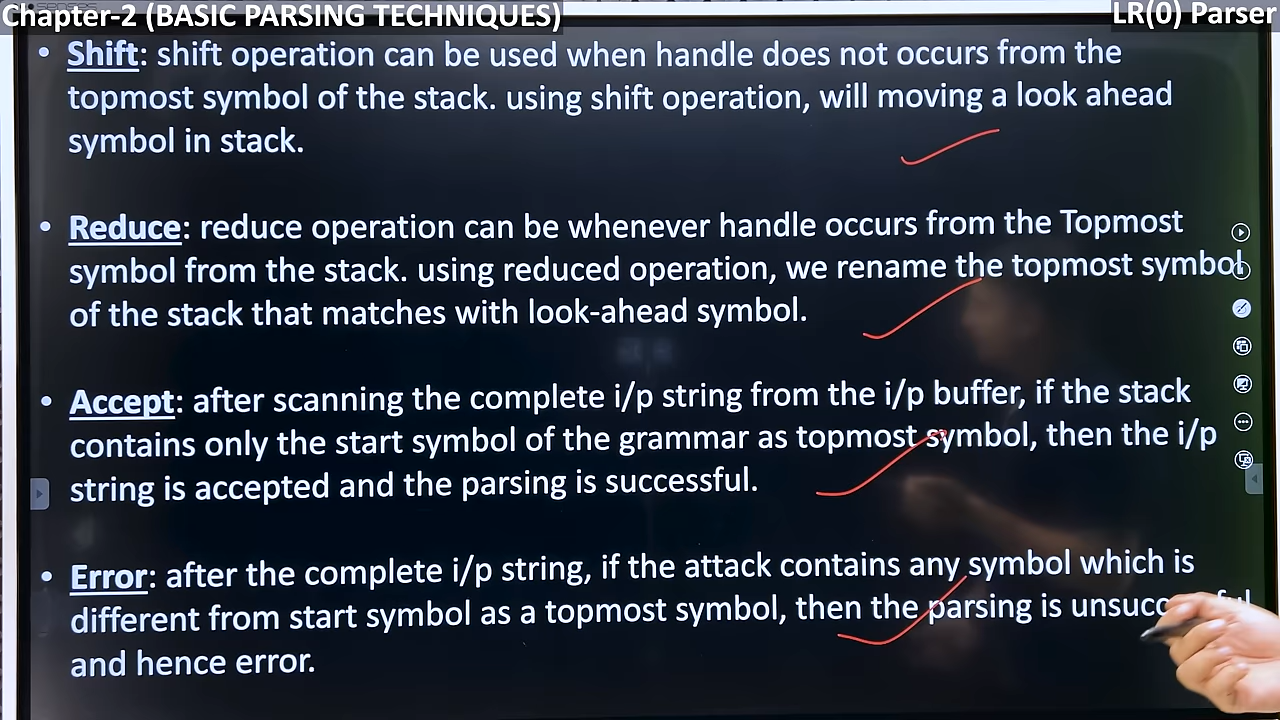 Chapter-2 (BASIC PARSING TECHNIQUES)
LR(0) Parser
• Shift: shift operation can be used when handle does not occurs from the
topmost symbol of the stack. using shift operation, will moving a look ahead
symbol in stack.
• Reduce: reduce operation can be whenever handle occurs from the Topmost
symbol from the stack. using reduced operation, we rename the topmost symbol
of the stack that matches with look-ahead symbol.
• Accept: after scanning the complete i/p string from the i/p buffer, if the stack
contains only the start symbol of the grammar as topmost symbol, then the i/p
string is accepted and the parsing is successful.
• Error: after the complete i/p string, if the attack contains any symbol which is
different from start symbol as a topmost symbol, then the parsing is
and hence error.